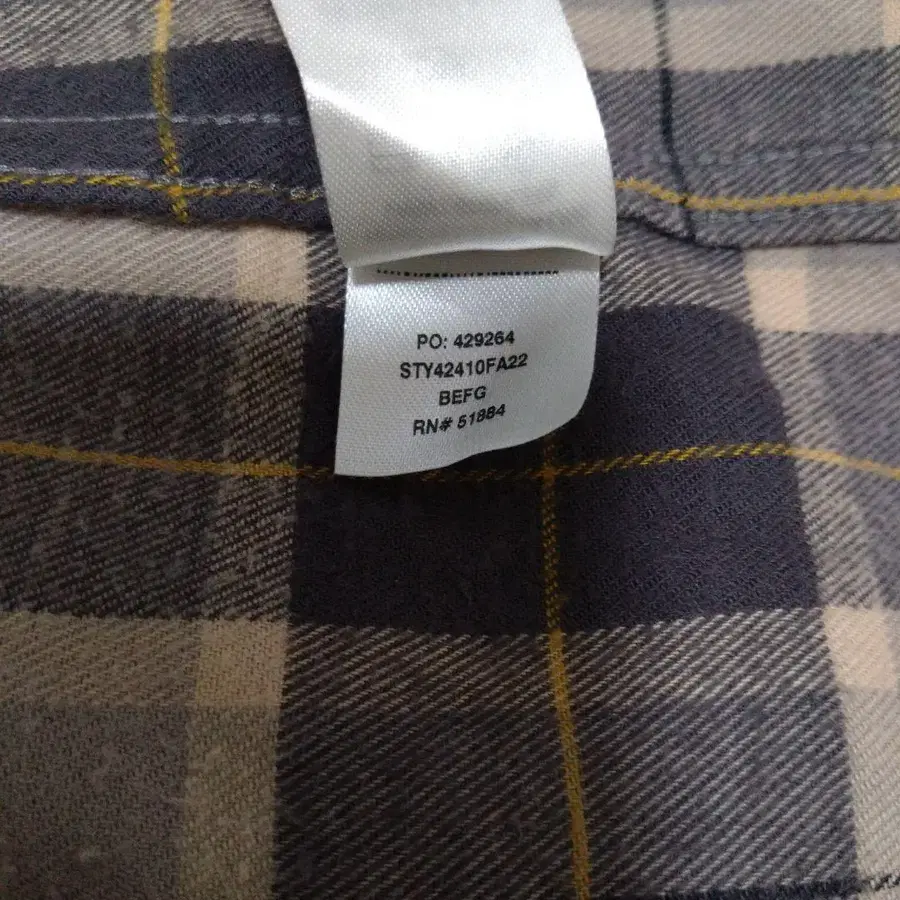 PO: 429264
STY42410FA22
BEFG
RN# 51884